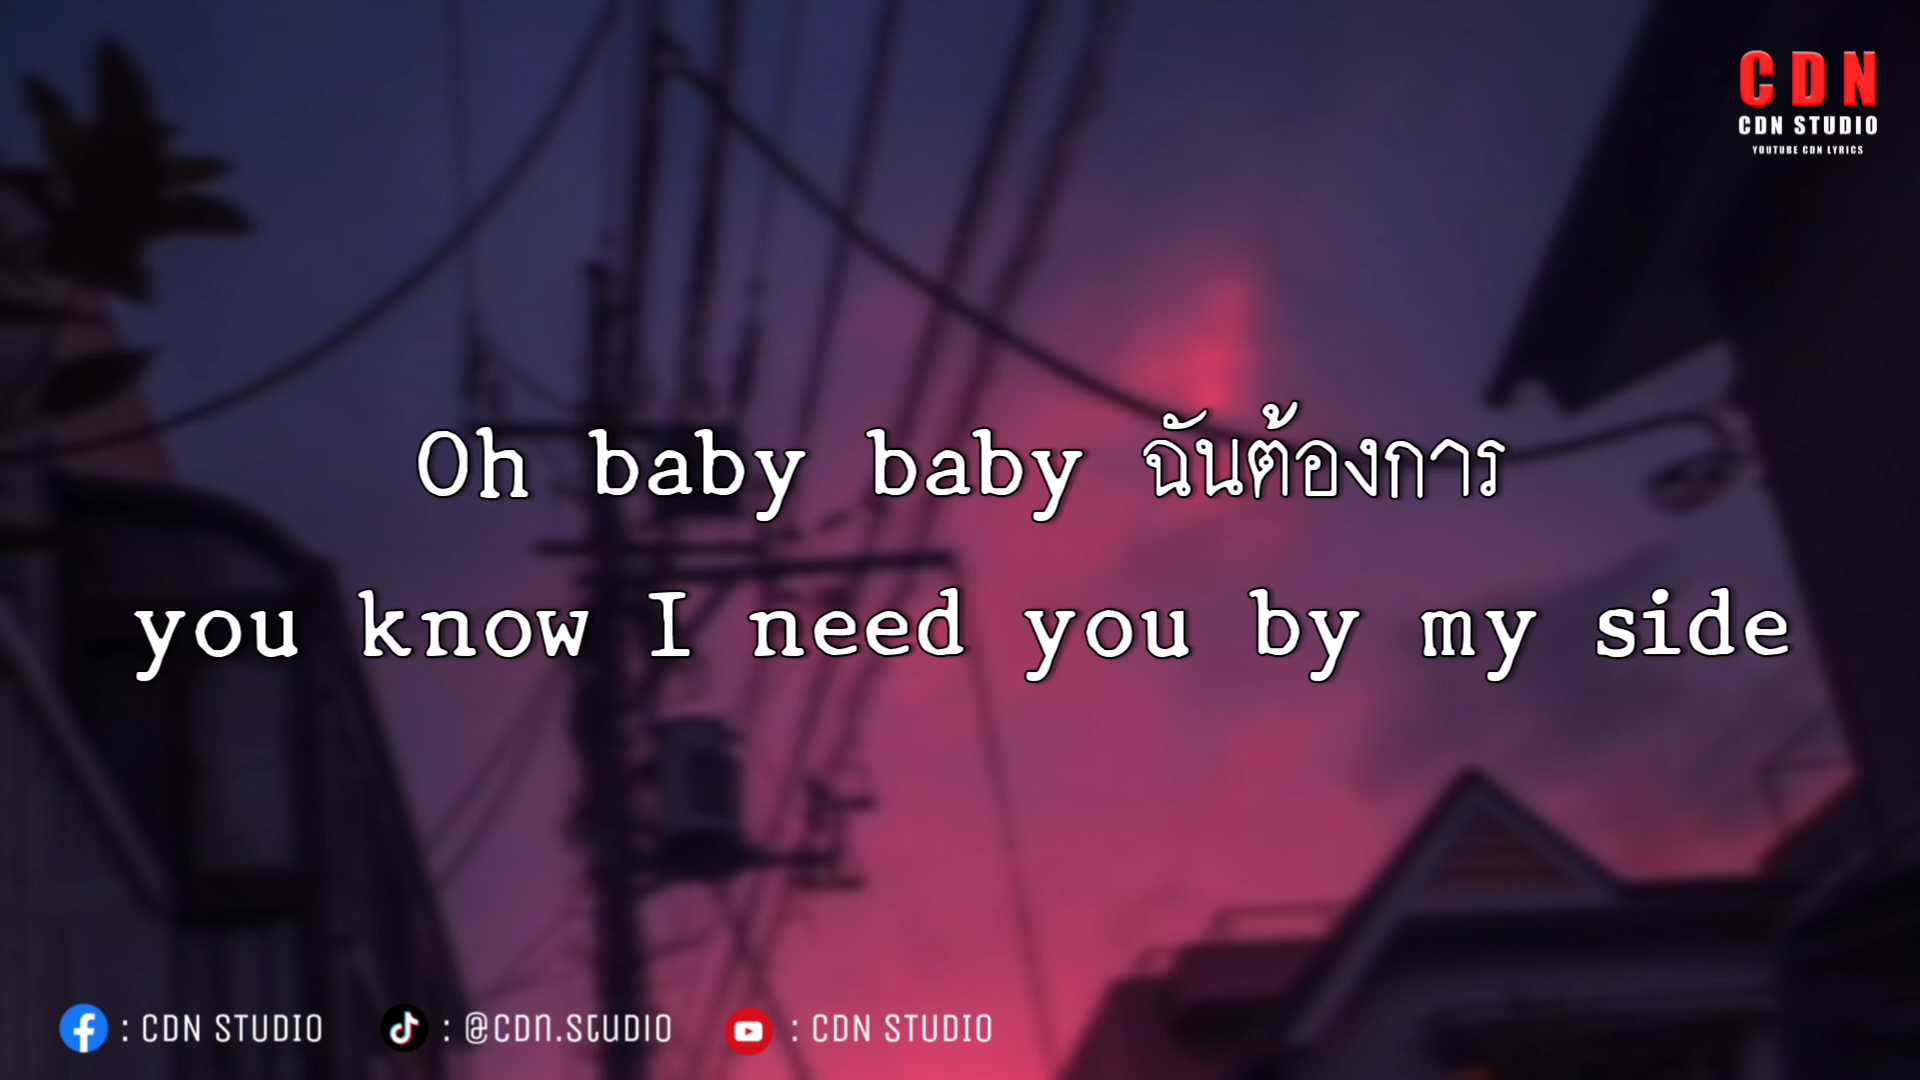 CDN
CDN STUDIO
YOUTUBE CDN LYRICS
Oh baby baby ฉันต้องการ
you know I need you by my side
: CDN STUDIO
: @CDN.STUDIO
: CDN STUDIO